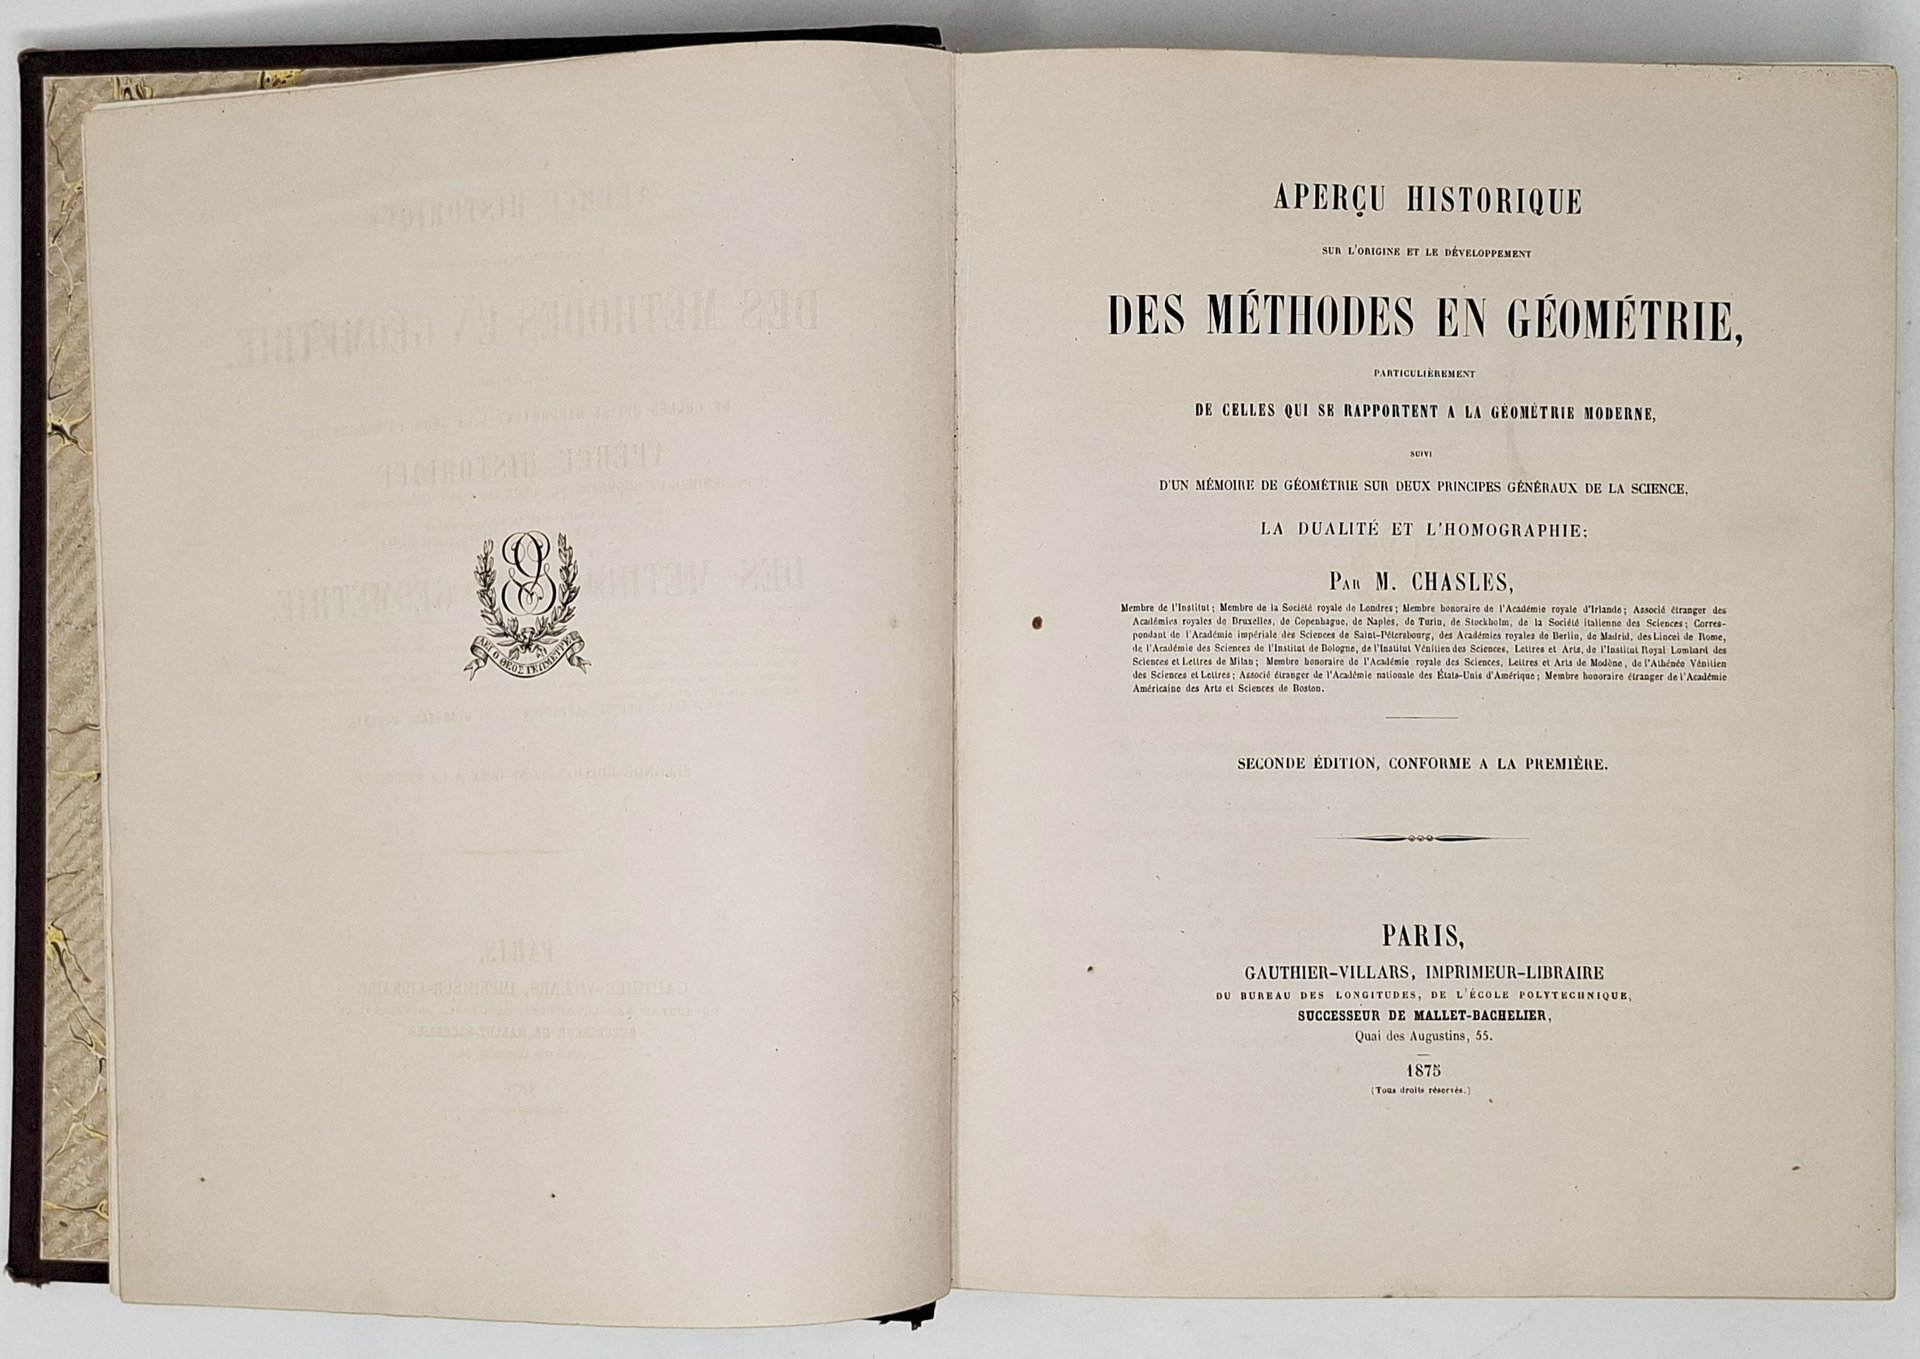 ΑΕΙ Ο ΘΕΟΣ ΓΕΩΜΕΤΡΕΙ
APERÇU HISTORIQUE
SUR L'ORIGINE ET LE DÉVELOPPEMENT
DES MÉTHODES EN GÉOMÉTRIE,
PARTICULIÈREMENT
DE CELLES QUI SE RAPPORTENT A LA GÉOMÉTRIE MODERNE,
SUIVI
D'UN MÉMOIRE DE GÉOMÉTRIE SUR DEUX PRINCIPES GÉNÉRAUX DE LA SCIENCE,
LA DUALITÉ ET L'HOMOGRAPHIE;
PAR M. CHASLES,
Membre de l'Institut; Membre de la Société royale de Londres; Membre honoraire de l'Académie royale d'Irlande; Associé étranger des
Académies royales de Bruxelles, de Copenhague, de Naples, de Turin, de Stockholm, de la Société italienne des Sciences; Corres-
pondant de l'Académie impériale des Sciences de Saint-Pétersbourg, des Académies royales de Berlin, de Madrid, des Lincei de Rome,
de l'Académie des Sciences de l'Institut de Bologne, de l'Institut Vénitien des Sciences, Lettres et Arts, de l'Institut Royal Lombard des
Sciences et Lettres de Milan; Membre honoraire de l'Académie royale des Sciences, Lettres et Arts de Modène, de l'Athénée Vénitien
des Sciences et Lettres; Associé étranger de l'Académie nationale des États-Unis d'Amérique; Membre honoraire étranger de l'Académie
Américaine des Arts et Sciences de Boston.
SECONDE ÉDITION, CONFORME A LA PREMIÈRE.
PARIS,
GAUTHIER-VILLARS, IMPRIMEUR-LIBRAIRE
DU BUREAU DES LONGITUDES, DE L'ÉCOLE POLYTECHNIQUE,
SUCCESSEUR DE MALLET-BACHELIER,
Quai des Augustins, 55.
1875
(Tous droits réservés.)